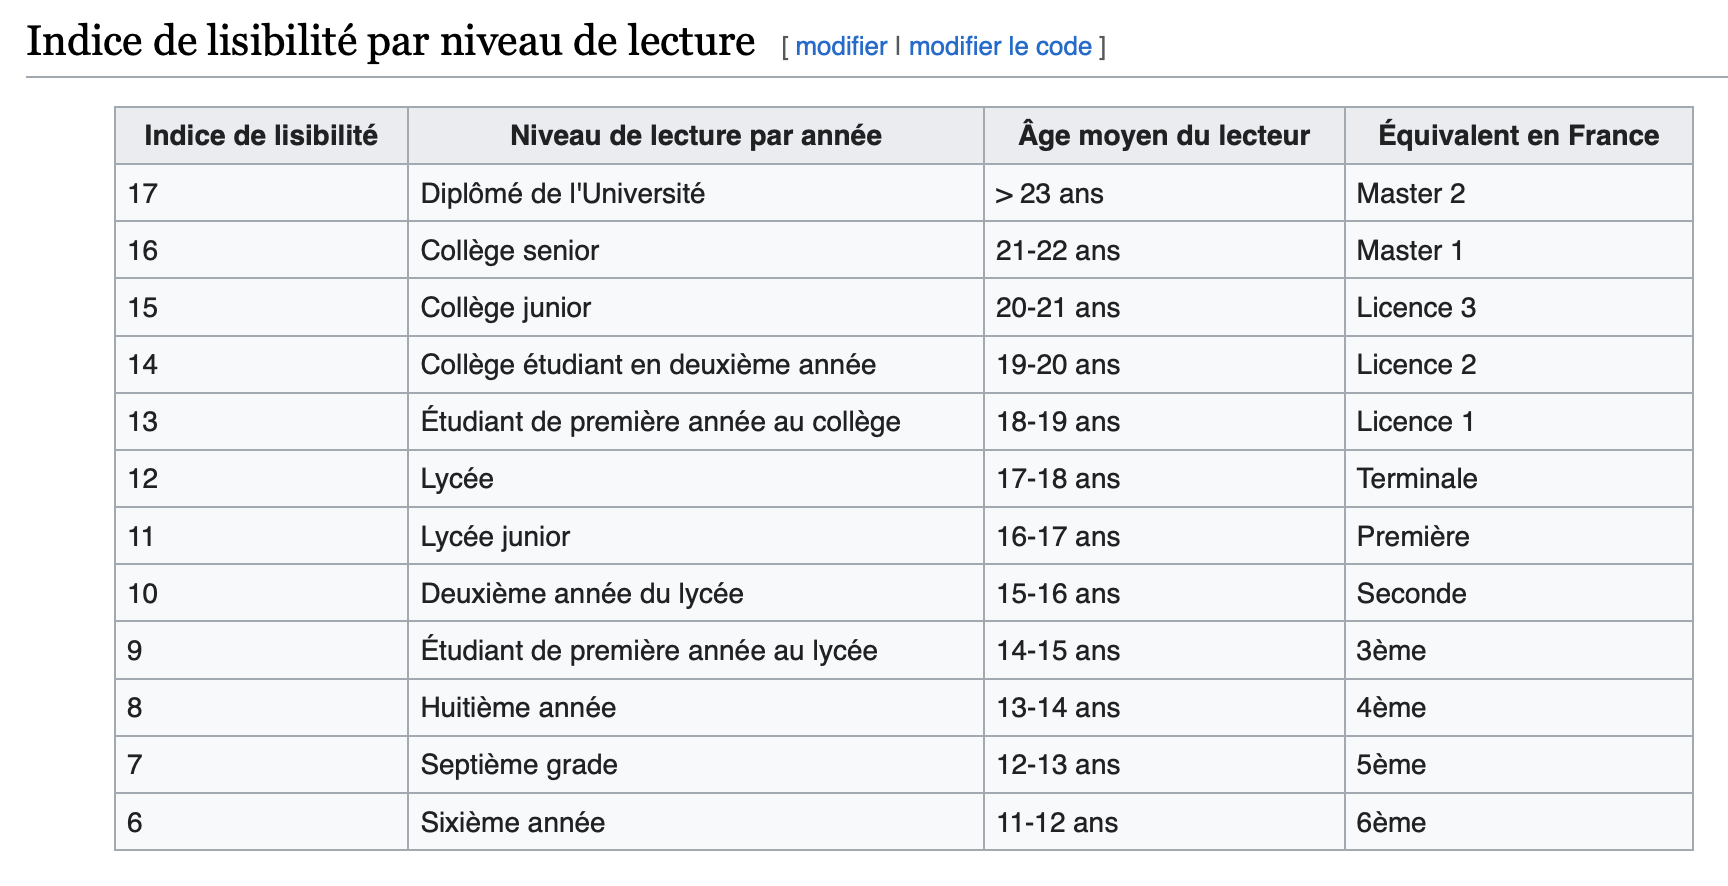 Indice de lisibilité par niveau de lecture [ modifier | modifier le code ]
Indice de lisibilité Niveau de lecture par année Âge moyen du lecteur Équivalent en France
17 Diplômé de l'Université > 23 ans Master 2
16 Collège senior 21-22 ans Master 1
15 Collège junior 20-21 ans Licence 3
14 Collège étudiant en deuxième année 19-20 ans Licence 2
13 Étudiant de première année au collège 18-19 ans Licence 1
12 Lycée 17-18 ans Terminale
11 Lycée junior 16-17 ans Première
10 Deuxième année du lycée 15-16 ans Seconde
9 Étudiant de première année au lycée 14-15 ans 3ème
8 Huitième année 13-14 ans 4ème
7 Septième grade 12-13 ans 5ème
6 Sixième année 11-12 ans 6ème